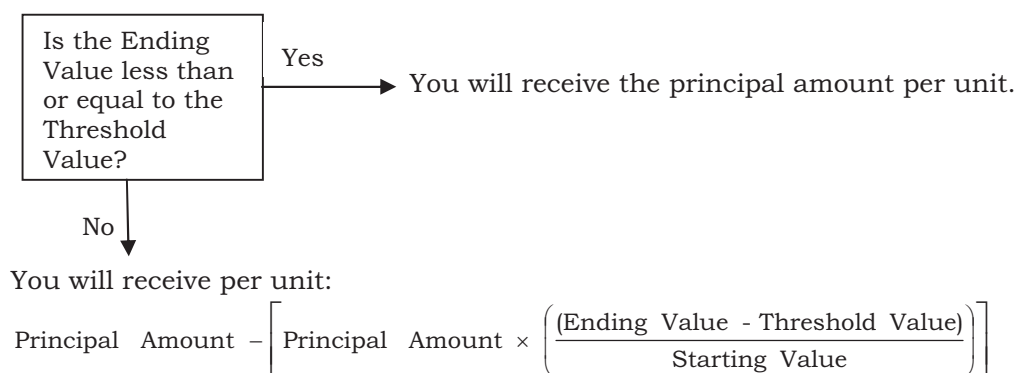 Is the Ending
Value less than
or equal to the
Threshold
Value?
Yes
You will receive the principal amount per unit.
No
You will receive per unit:
Principal Amount − [Principal Amount × ((Ending Value - Threshold Value) / Starting Value)]